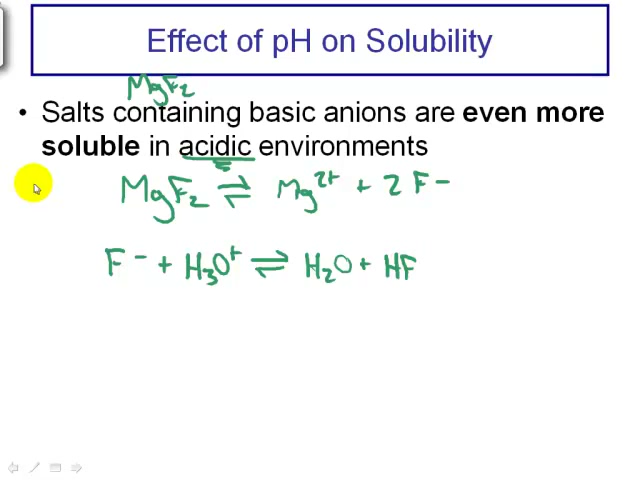 Effect of pH on Solubility
MgF₂
• Salts containing basic anions are even more
soluble in acidic environments
MgF₂ ⇌ Mg²⁺ + 2 F⁻
F⁻ + H₃O⁺ ⇌ H₂O + HF